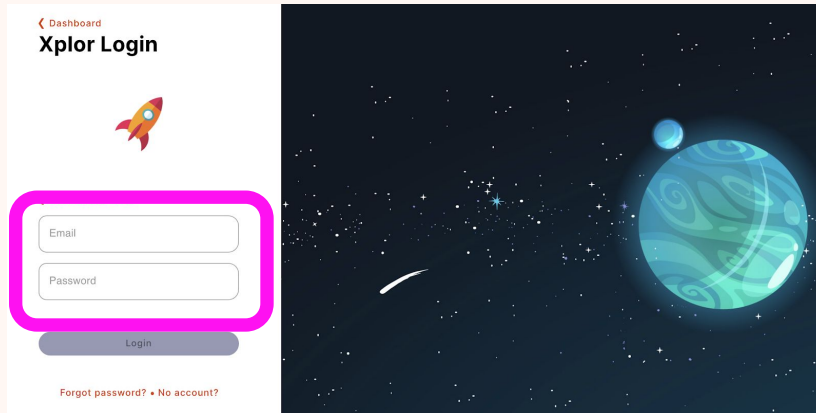 ❮ Dashboard
Xplor Login
Email
Password
Login
Forgot password? • No account?